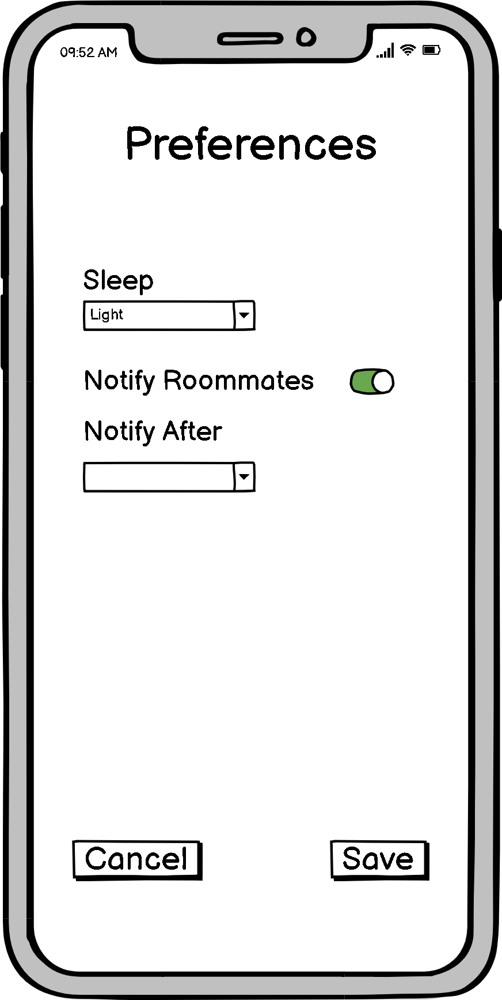 09:52 AM
Preferences
Sleep
Light
Notify Roommates
Notify After
Cancel
Save